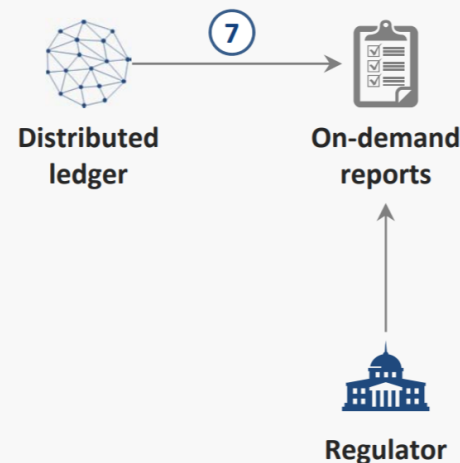 7
Distributed
ledger
On-demand
reports
Regulator